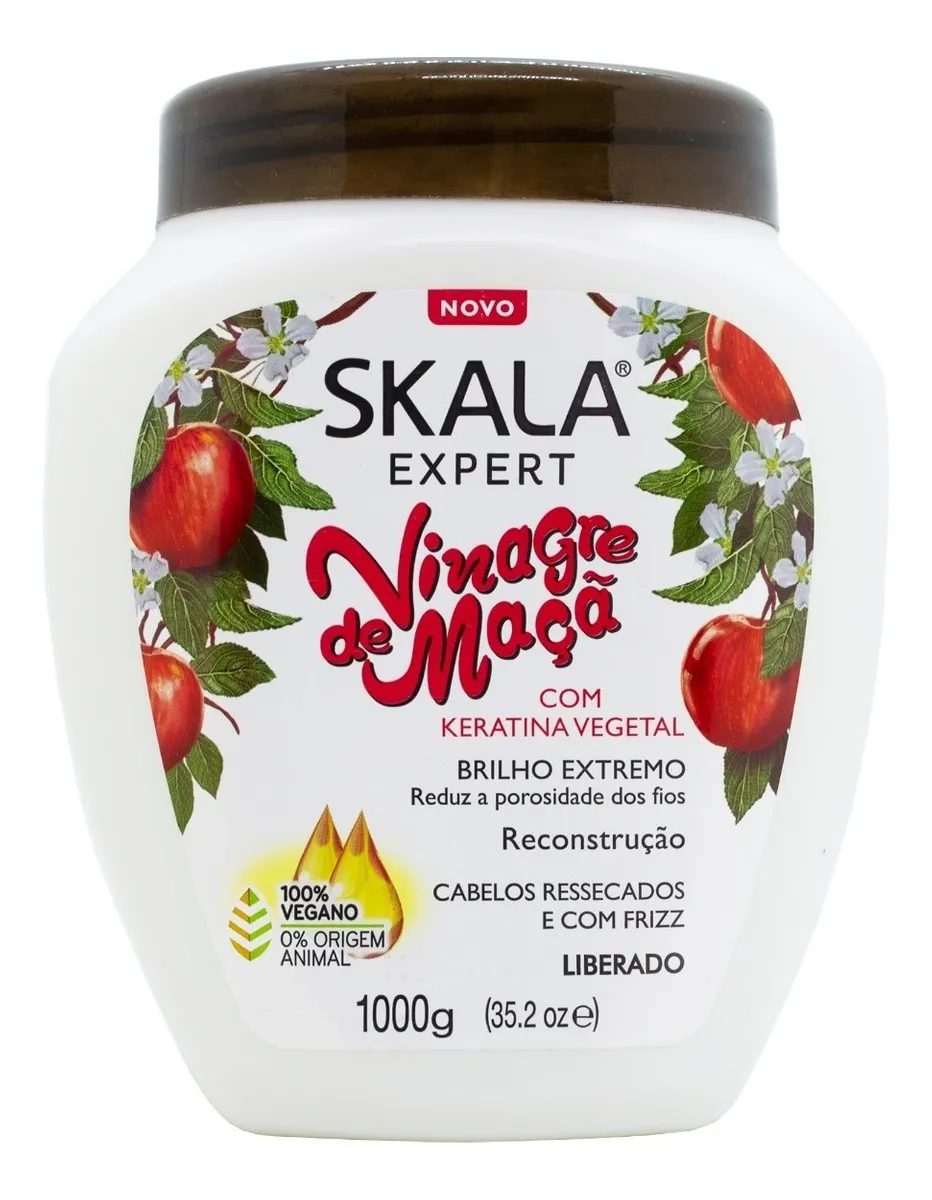 NOVO
SKALA®
EXPERT
Vinagre
de Maçã
COM
KERATINA VEGETAL
BRILHO EXTREMO
Reduz a porosidade dos fios
Reconstrução
CABELOS RESSECADOS
E COM FRIZZ
LIBERADO
100%
VEGANO
0% ORIGEM
ANIMAL
1000g (35.2 oz ℮)